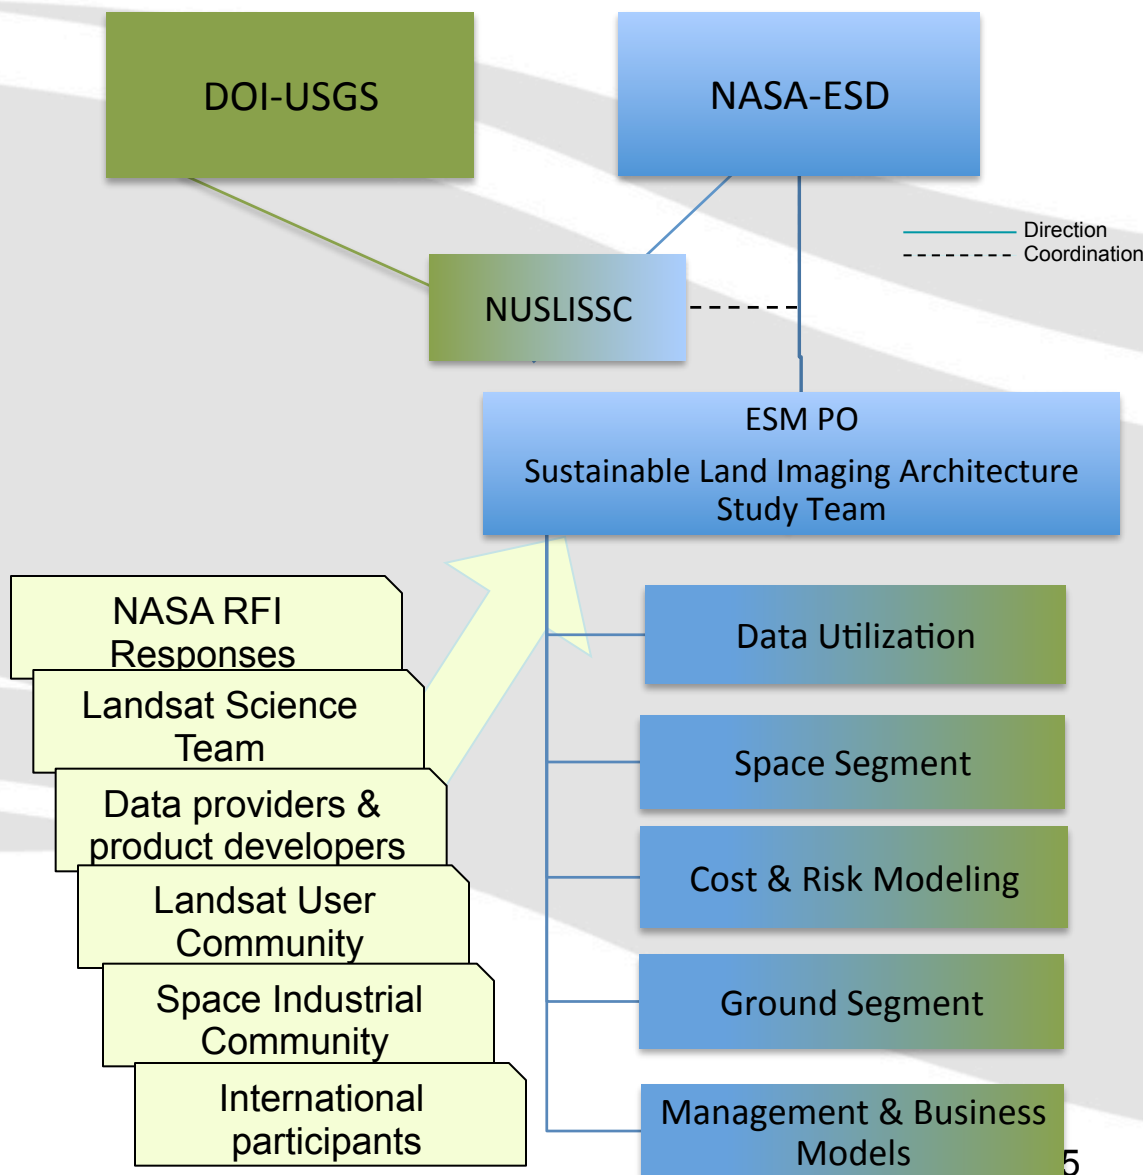 DOI-USGS
NASA-ESD
Direction
Coordination
NUSLISSC
ESM PO
Sustainable Land Imaging Architecture
Study Team
NASA RFI
Responses
Landsat Science
Team
Data providers &
product developers
Landsat User
Community
Space Industrial
Community
International
participants
Data Utilization
Space Segment
Cost & Risk Modeling
Ground Segment
Management & Business
Models
5